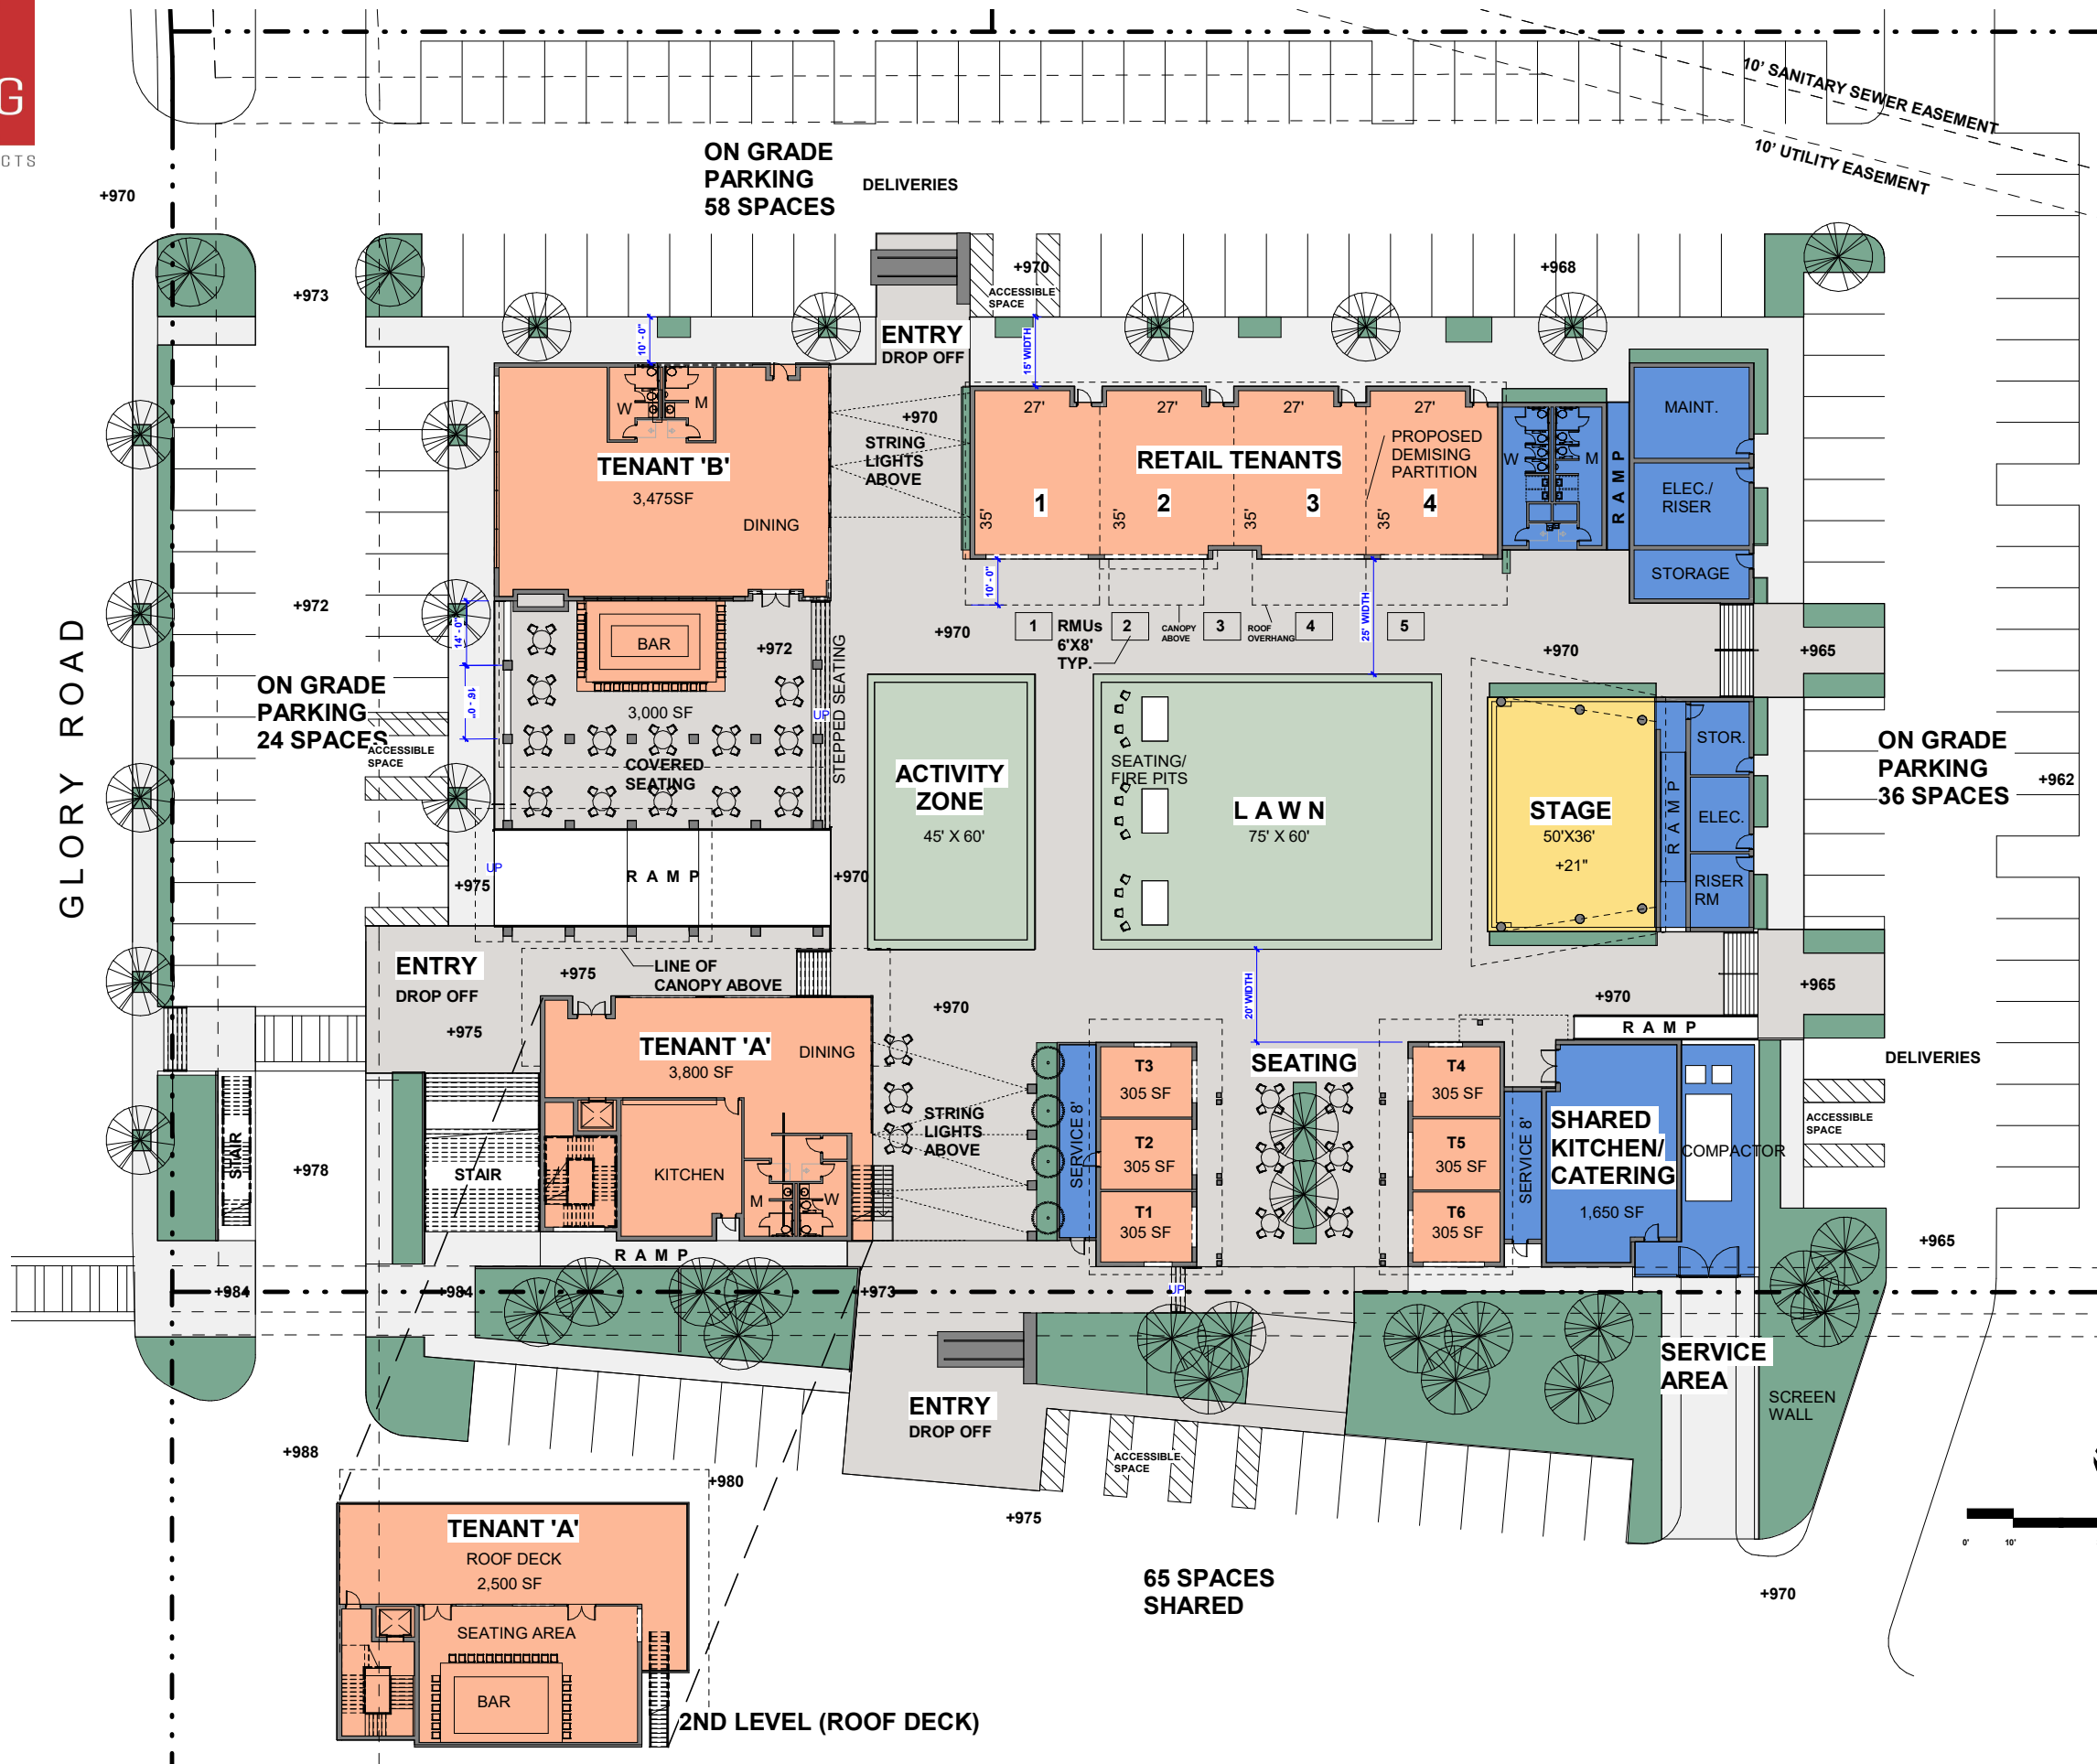 G
CTS
10' SANITARY SEWER EASEMENT
10' UTILITY EASEMENT
ON GRADE
PARKING
58 SPACES
DELIVERIES
+970
+973
+970
ACCESSIBLE
SPACE
+968
10' - 0"
15' WIDTH
ENTRY
DROP OFF
W
M
TENANT 'B'
3,475SF
DINING
+970
STRING
LIGHTS
ABOVE
27'
27'
27'
27'
RETAIL TENANTS
PROPOSED
DEMISING
PARTITION
1
2
3
4
35'
35'
35'
35'
W
M
RAMP
MAINT.
ELEC./
RISER
STORAGE
+972
14' - 0"
16' - 0"
BAR
+972
3,000 SF
COVERED
SEATING
UP
STEPPED SEATING
+970
10' - 0"
1
RMUs
6'X8'
TYP.
2
CANOPY
ABOVE
3
ROOF
OVERHANG
4
25' WIDTH
5
+970
+965
GLORY ROAD
ON GRADE
PARKING
24 SPACES
ACCESSIBLE
SPACE
ACTIVITY
ZONE
45' X 60'
SEATING/
FIRE PITS
LAWN
75' X 60'
STAGE
50'X36'
+21"
RAMP
STOR.
ELEC.
RISER
RM
ON GRADE
PARKING
36 SPACES
+962
UP
+975
RAMP
+970
ENTRY
DROP OFF
+975
+975
LINE OF
CANOPY ABOVE
+970
20' WIDTH
+970
+965
RAMP
TENANT 'A'
3,800 SF
DINING
KITCHEN
M
W
STRING
LIGHTS
ABOVE
SERVICE 8'
T3
305 SF
T2
305 SF
T1
305 SF
SEATING
T4
305 SF
T5
305 SF
T6
305 SF
SERVICE 8'
SHARED
KITCHEN/
CATERING
1,650 SF
COMPACTOR
DELIVERIES
ACCESSIBLE
SPACE
STAIR
+978
STAIR
RAMP
+984
+984
+973
UP
+965
ENTRY
DROP OFF
ACCESSIBLE
SPACE
SERVICE
AREA
SCREEN
WALL
+988
+980
+975
TENANT 'A'
ROOF DECK
2,500 SF
SEATING AREA
BAR
2ND LEVEL (ROOF DECK)
65 SPACES
SHARED
+970
0'
10'